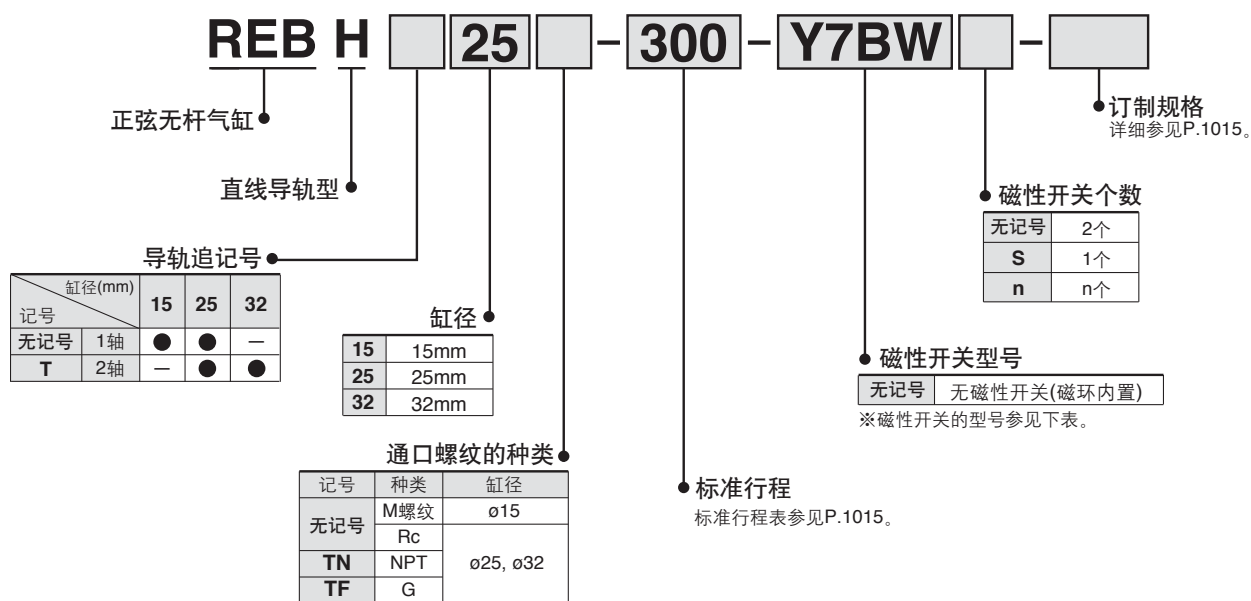 REB H 25 - 300 - Y7BW -
正弦无杆气缸
直线导轨型
导轨追记号
缸径(mm) 15 25 32
记号
无记号 1轴 ● ● —
T 2轴 — ● ●
缸径
15 15mm
25 25mm
32 32mm
通口螺纹的种类
记号 种类 缸径
无记号 M螺纹 ø15
Rc ø25, ø32
TN NPT
TF G
标准行程
标准行程表参见P.1015。
磁性开关型号
无记号 无磁性开关(磁环内置)
※磁性开关的型号参见下表。
磁性开关个数
无记号 2个
S 1个
n n个
订制规格
详细参见P.1015。